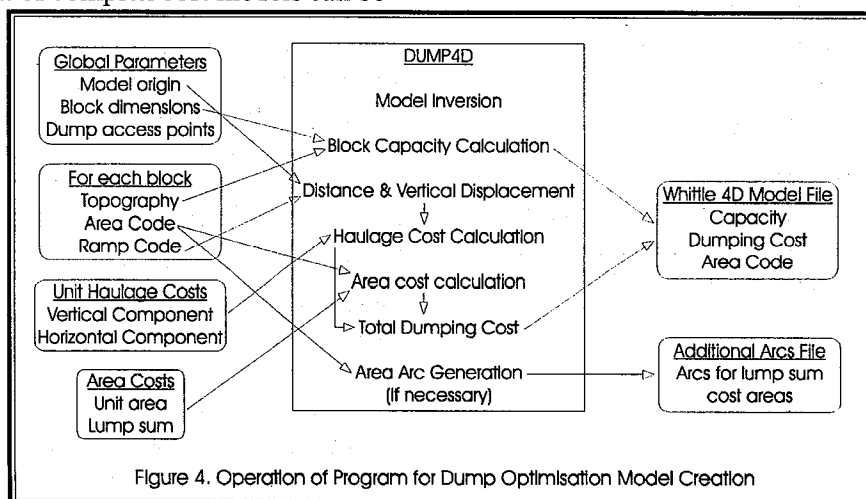 Global Parameters
Model origin
Block dimensions
Dump access points
For each block
Topography
Area Code
Ramp Code
Unit Haulage Costs
Vertical Component
Horizontal Component
Area Costs
Unit area
Lump sum
DUMP4D
Model Inversion
Block Capacity Calculation
Distance & Vertical Displacement
Haulage Cost Calculation
Area cost calculation
Total Dumping Cost
Area Arc Generation
(If necessary)
Whittle 4D Model File
Capacity
Dumping Cost
Area Code
Additional Arcs File
Arcs for lump sum
cost areas
Figure 4. Operation of Program for Dump Optimisation Model Creation